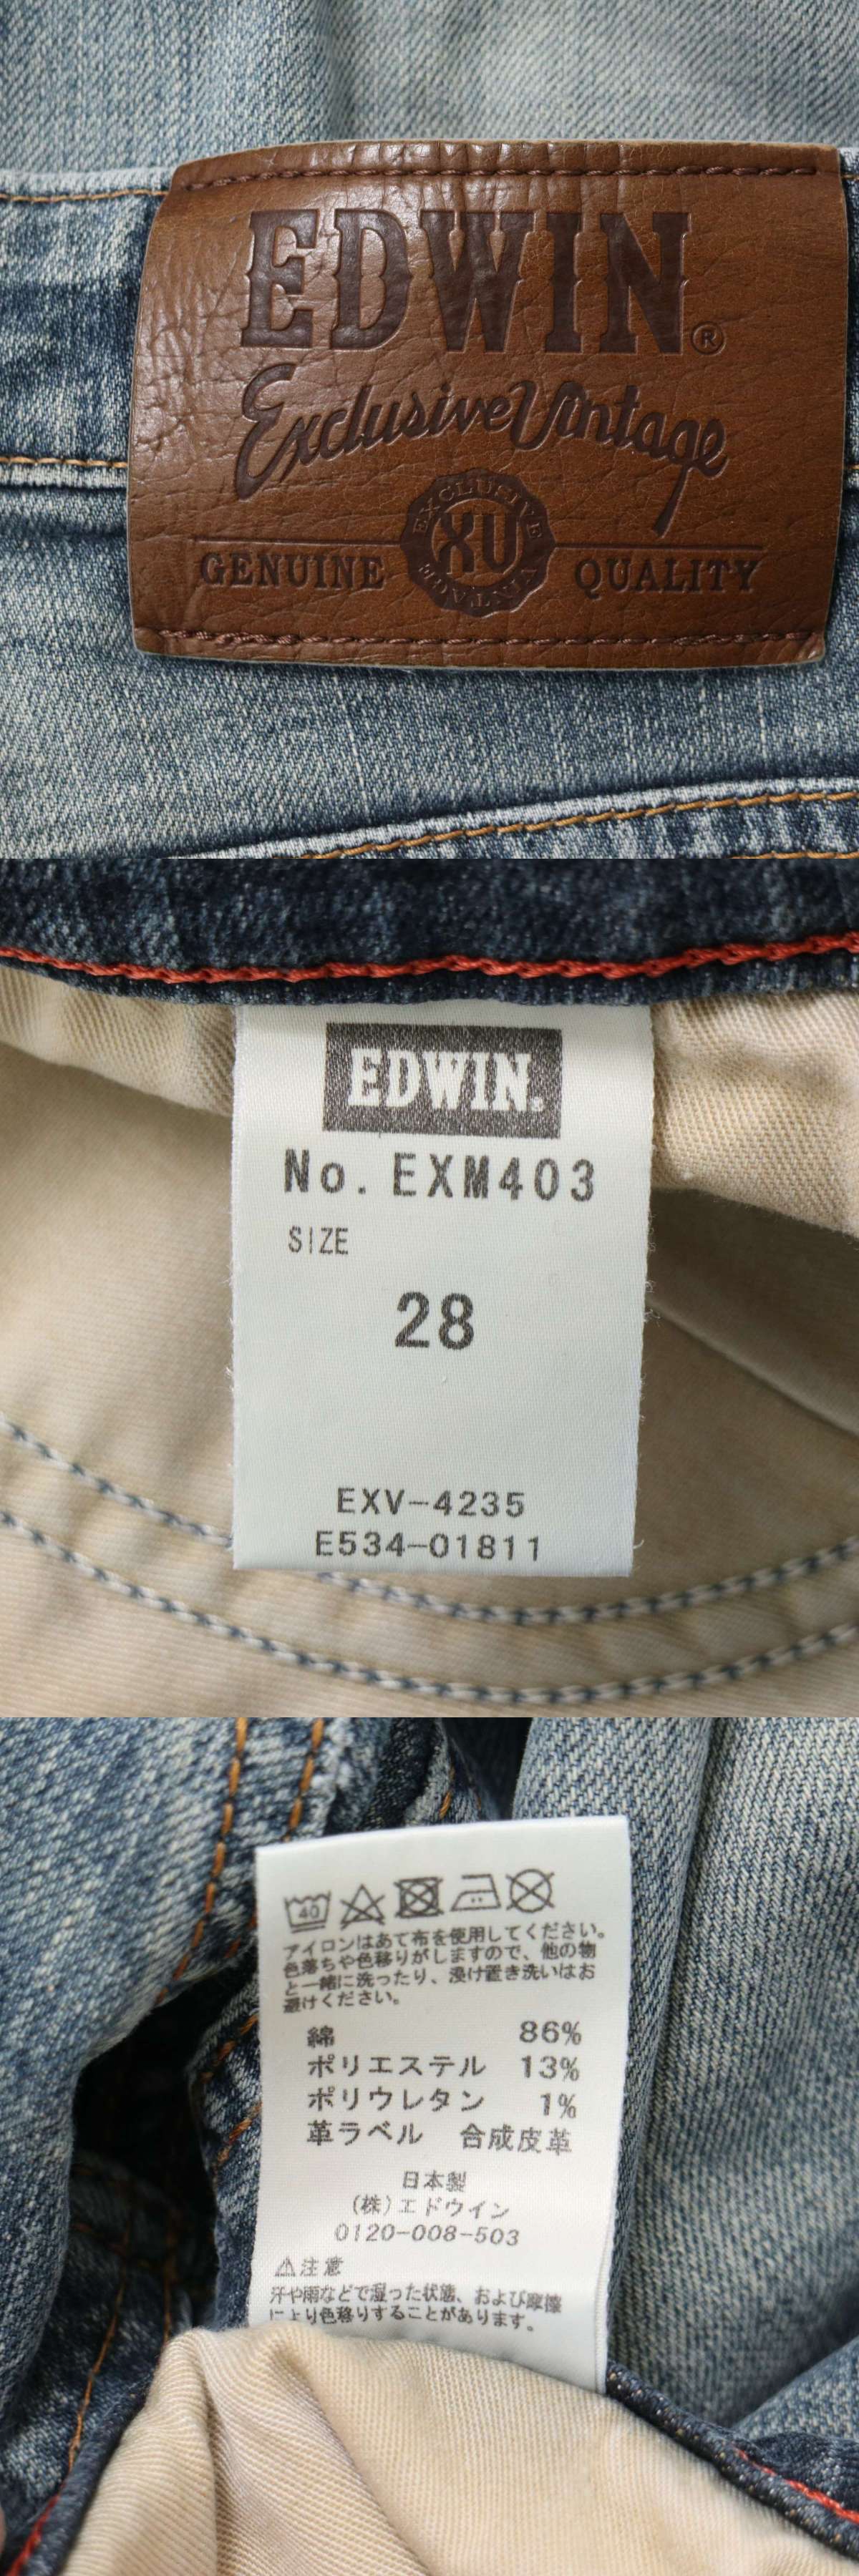 EDWIN®
Exclusive Vintage
EXCLUSIVE
XV
VINTAGE
GENUINE QUALITY
EDWIN.
No. EXM403
SIZE
28
EXV-4235
E534-01811
40
アイロンはあて布を使用してください。
色落ちや色移りがしますので、他の物
と一緒に洗ったり、浸け置き洗いはお
避けください。
綿 86%
ポリエステル 13%
ポリウレタン 1%
革ラベル 合成皮革
日本製
(株)エドウイン
0120-008-503
⚠注意
汗や雨などで湿った状態、および摩擦
により色移りすることがあります。